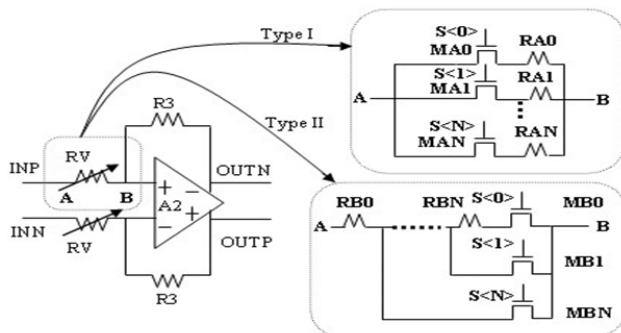 Type I
Type II
S<0>
MA0
RA0
S<1>
MA1
RA1
A
B
S<N>
MAN
RAN
R3
INP
RV
A
B
+
−
A2
OUTN
INN
RV
−
+
OUTP
R3
RB0
RBN
S<0>
MB0
A
B
S<1>
MB1
S<N>
MBN